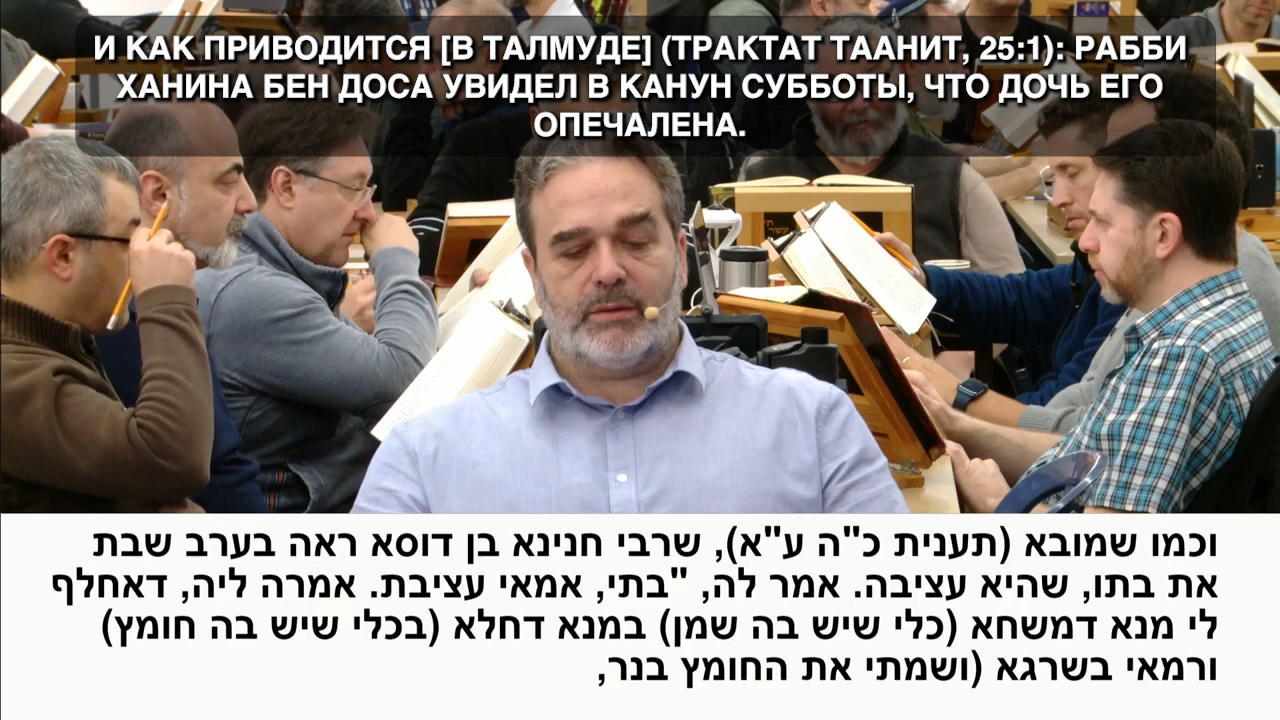 И КАК ПРИВОДИТСЯ [В ТАЛМУДЕ] (ТРАКТАТ ТААНИТ, 25:1): РАББИ
ХАНИНА БЕН ДОСА УВИДЕЛ В КАНУН СУББОТЫ, ЧТО ДОЧЬ ЕГО
ОПЕЧАЛЕНА.
וכמו שמובא (תענית כ"ה ע"א), שרבי חנינא בן דוסא ראה בערב שבת
את בתו, שהיא עציבה. אמר לה, "בתי, אמאי עציבת. אמרה ליה, דאחלף
לי מנא דמשחא (כלי שיש בה שמן) במנא דחלא (בכלי שיש בה חומץ)
ורמאי בשרגא (ושמתי את החומץ בנר,